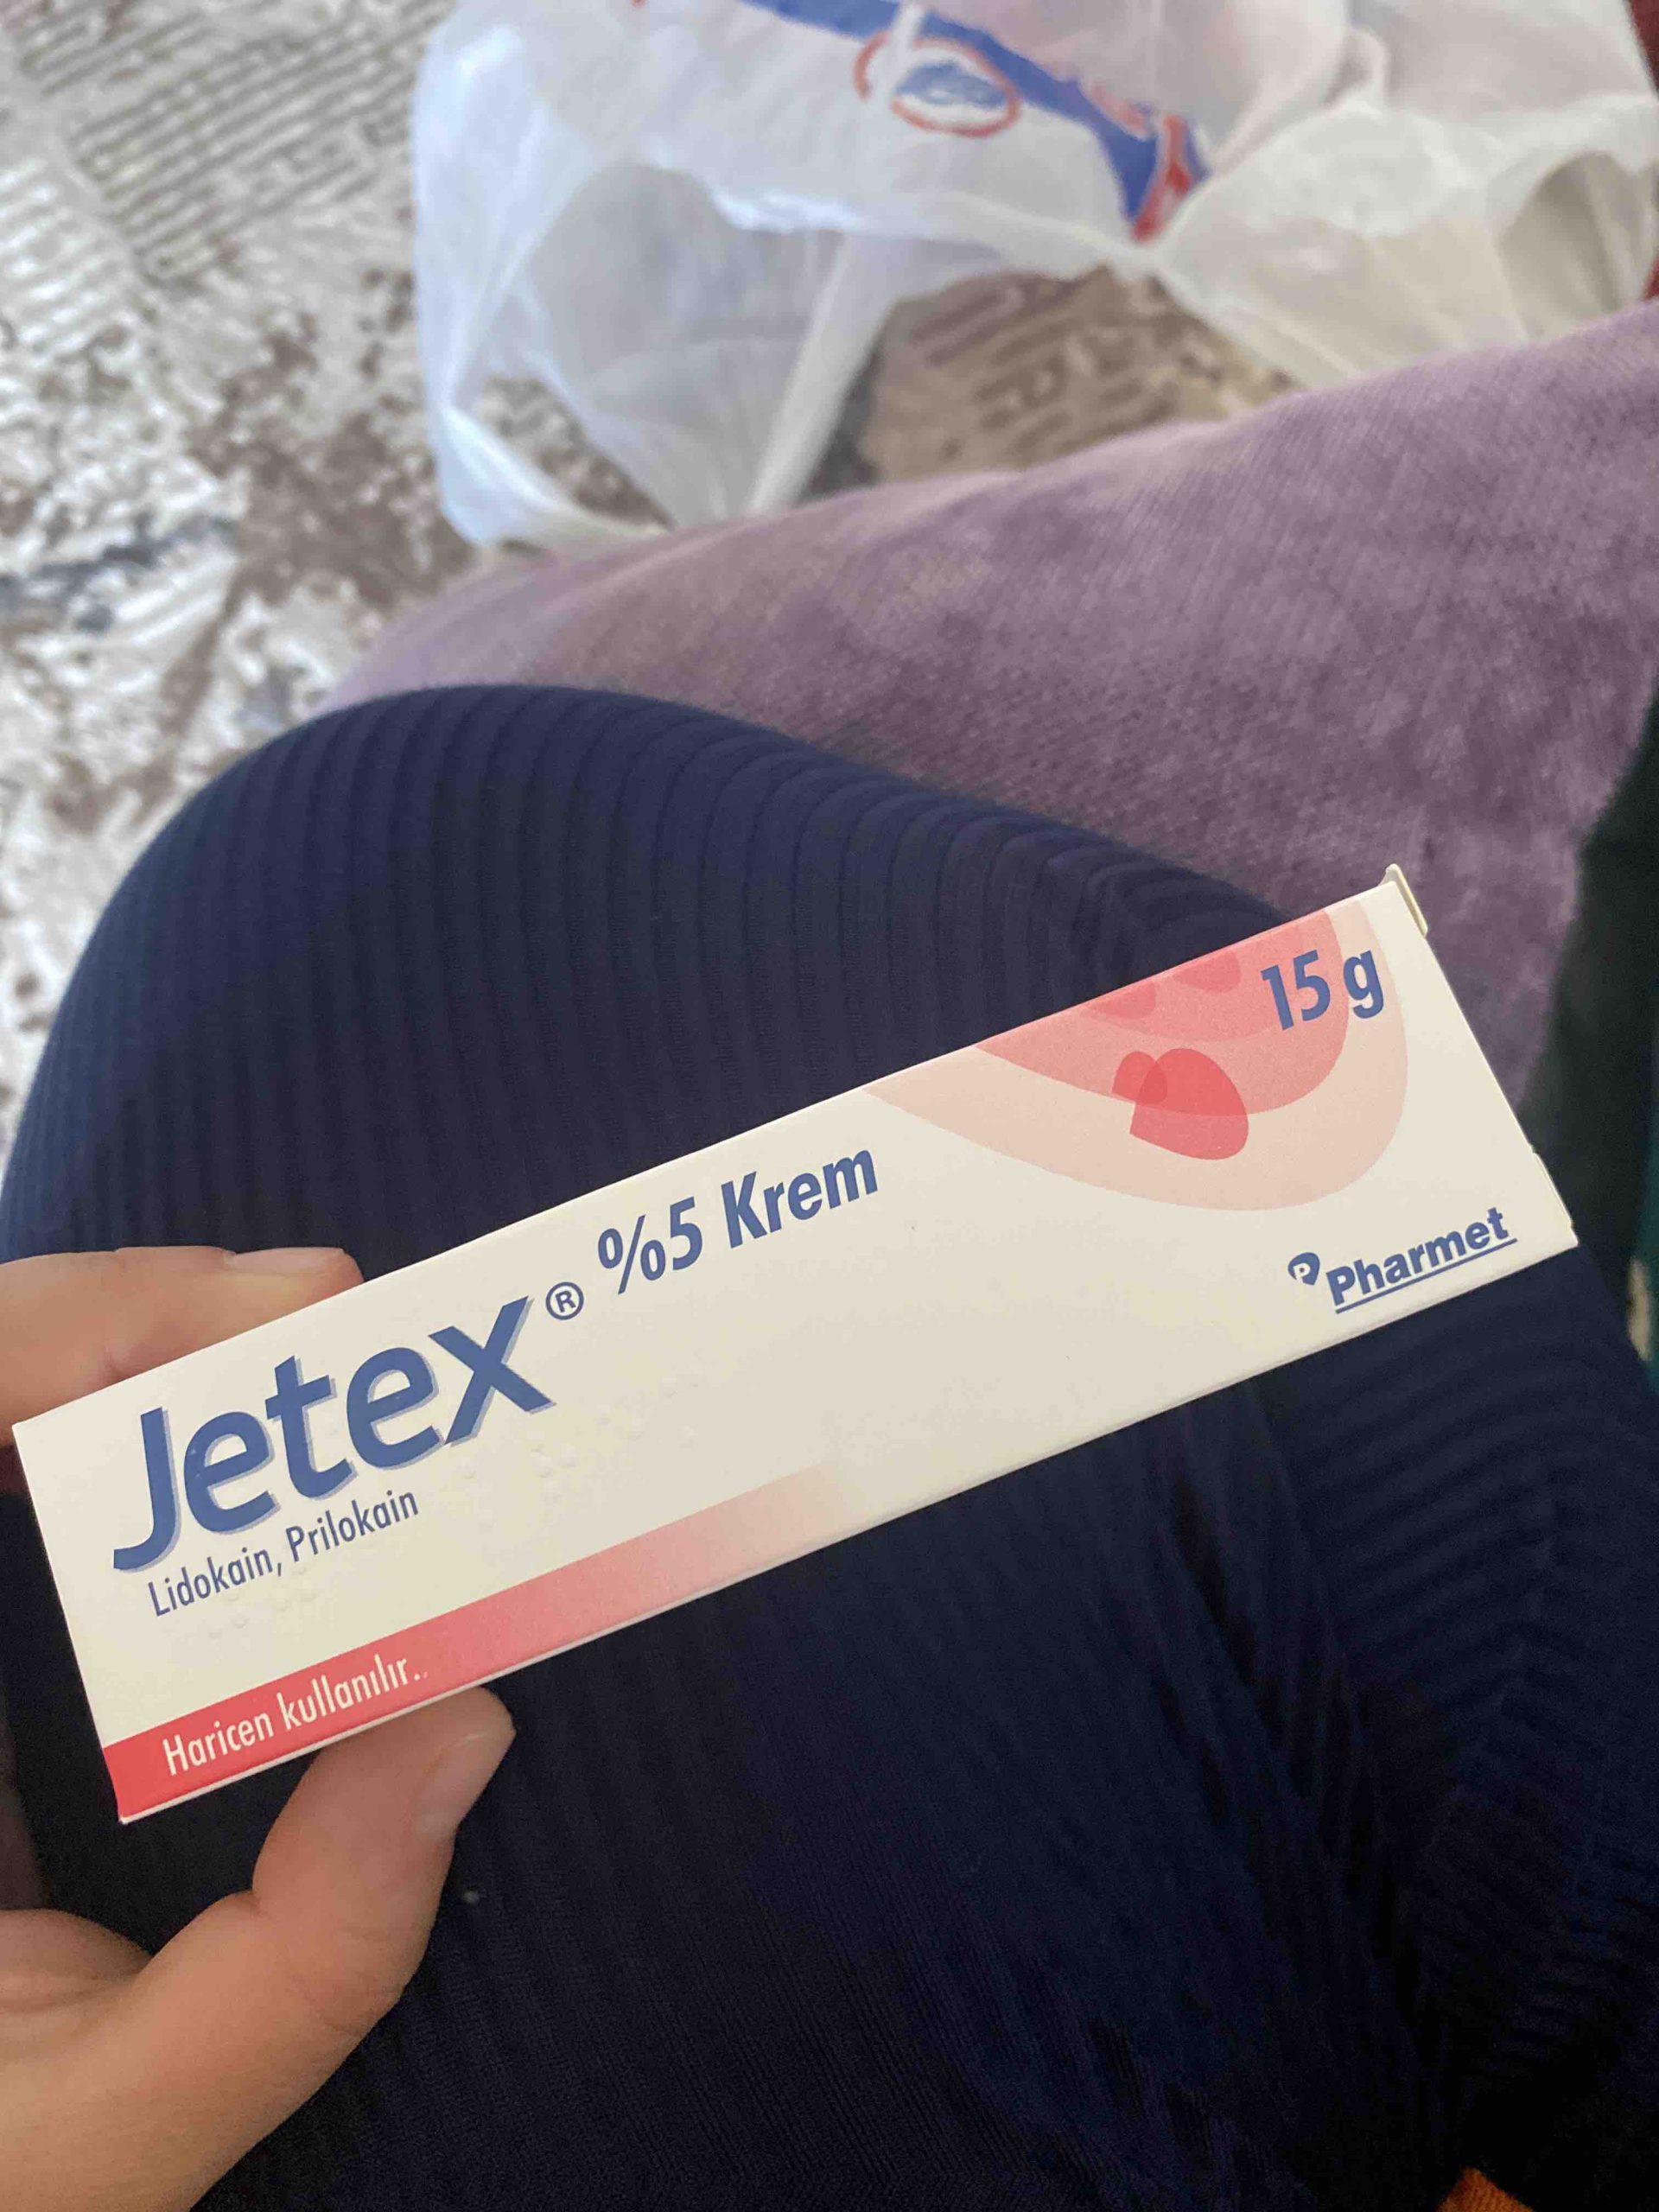 Jetex® %5 Krem
15 g
Lidokain, Prilokain
Pharmet
Haricen kullanılır..